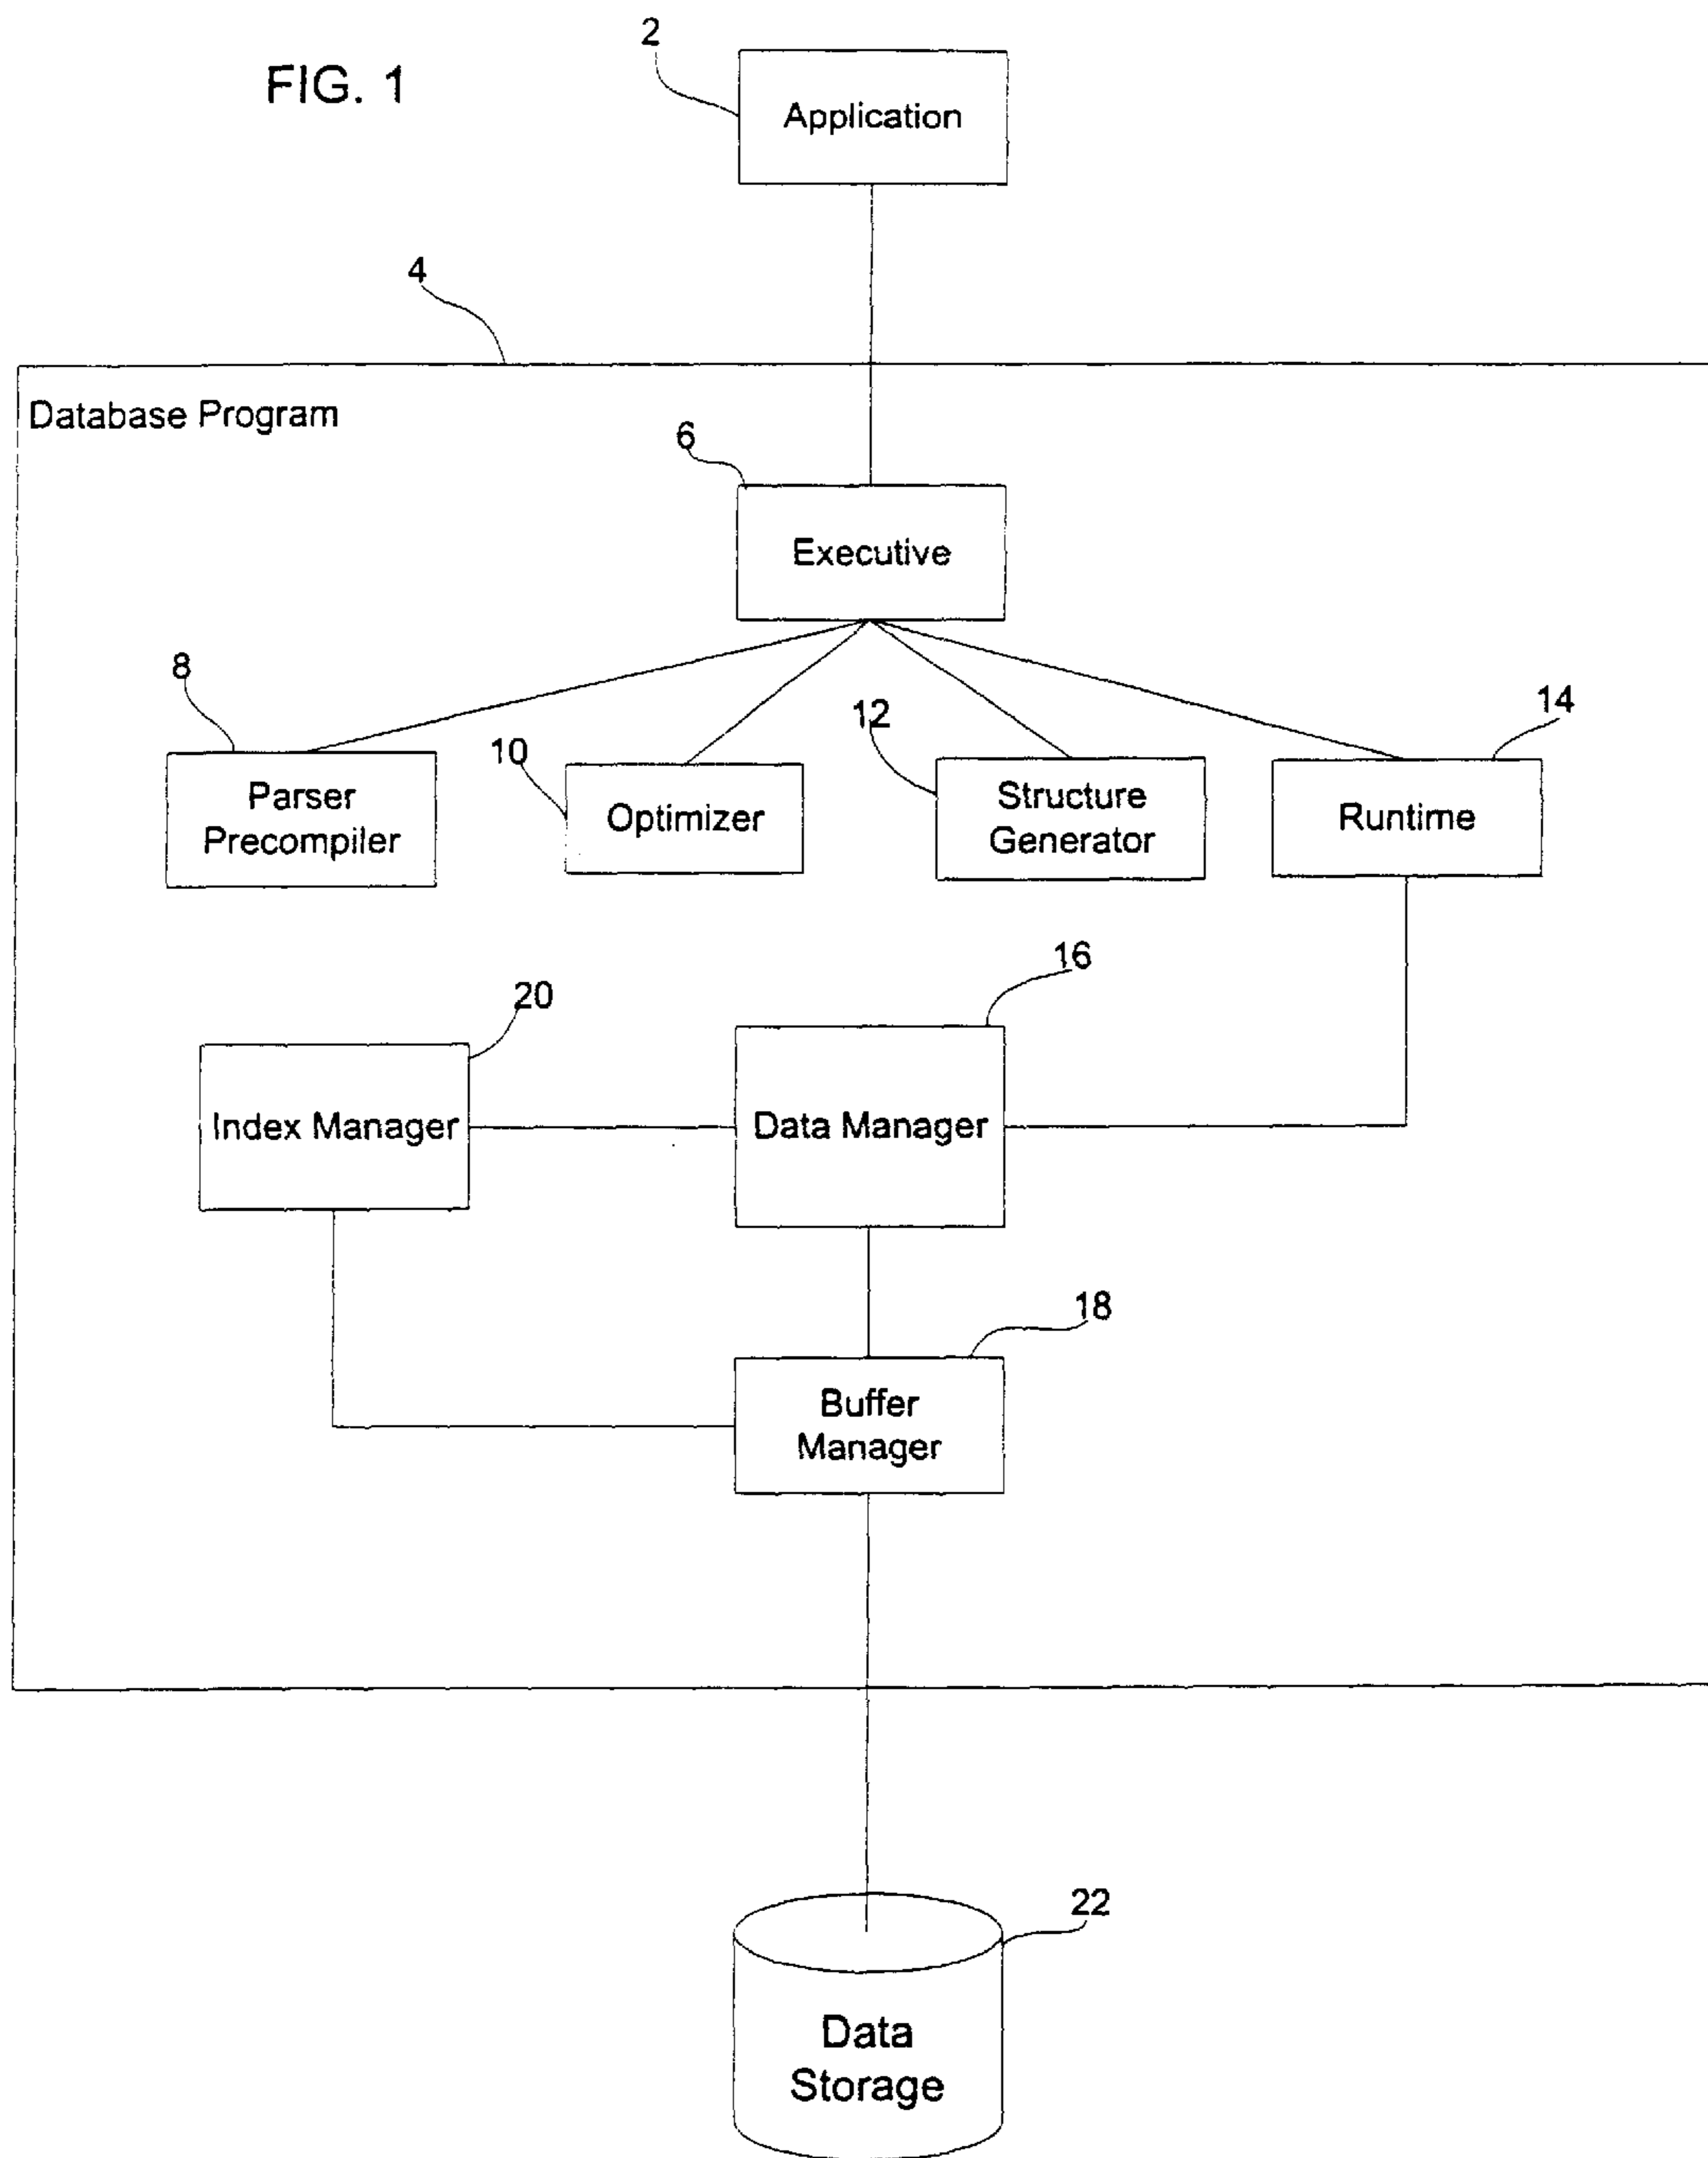 2
FIG. 1
Application
4
Database Program
6
Executive
8
10
12
14
Parser
Precompiler
Optimizer
Structure
Generator
Runtime
16
20
Index Manager
Data Manager
18
Buffer
Manager
22
Data
Storage